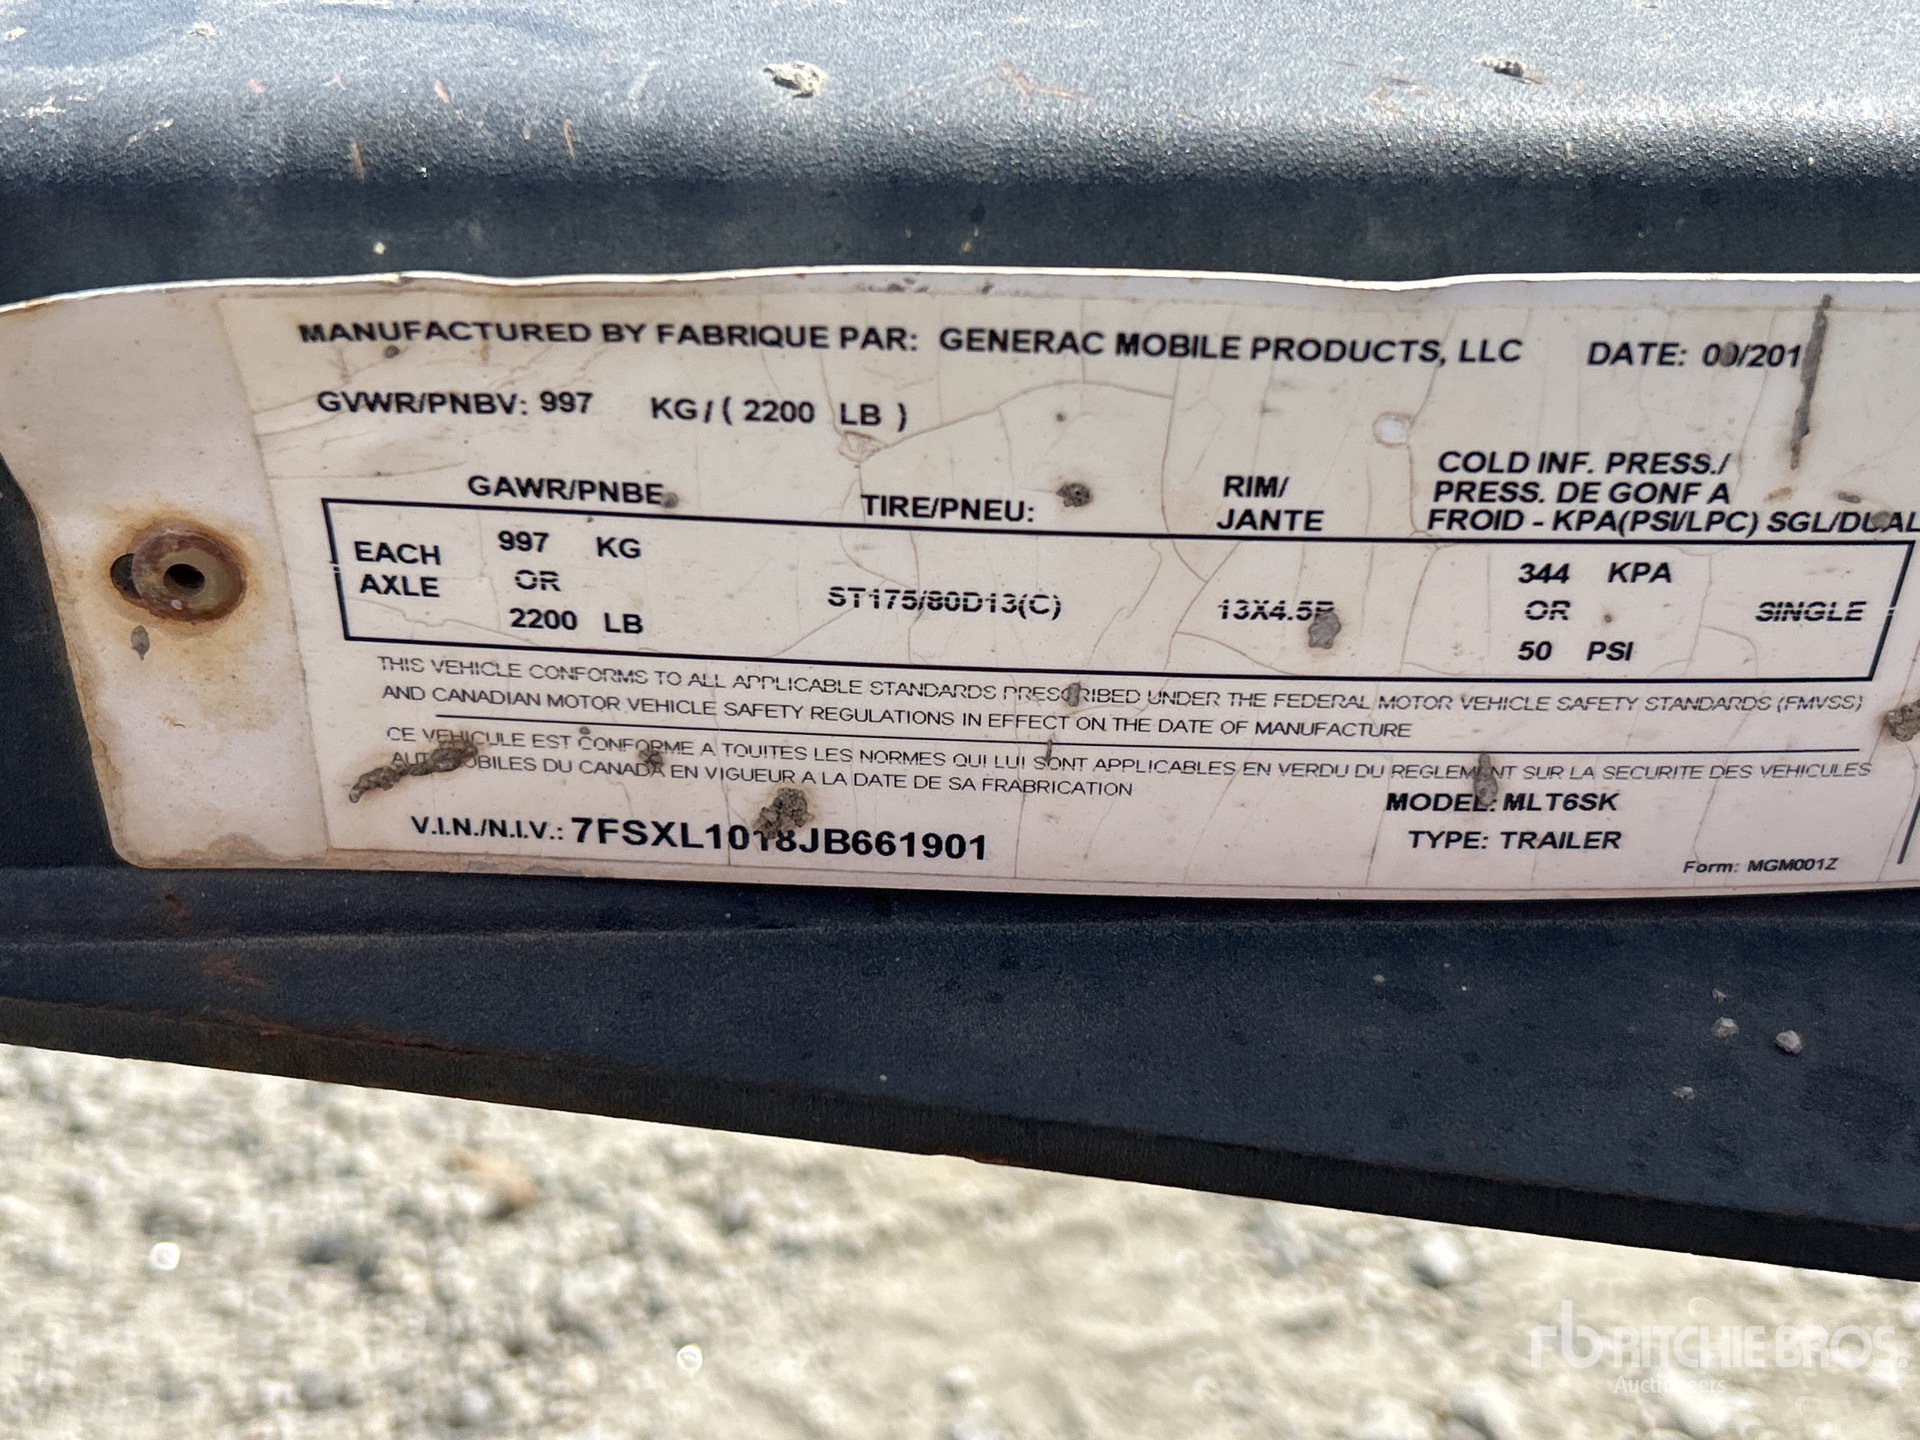 MANUFACTURED BY FABRIQUE PAR: GENERAC MOBILE PRODUCTS, LLC DATE:
GVWR/PNBV: 997 KG / ( 2200 LB )
GAWR/PNBE TIRE/PNEU: RIM/ JANTE COLD INF. PRESS./
PRESS. DE GONF A
FROID - KPA(PSI/LPC) SGL/DUAL
EACH AXLE 997 KG OR 2200 LB ST175/80D13(C) 344 KPA OR 50 PSI SINGLE
THIS VEHICLE CONFORMS TO ALL APPLICABLE STANDARDS PRESCRIBED UNDER THE FEDERAL MOTOR VEHICLE SAFETY STANDARDS (FMVSS)
AND CANADIAN MOTOR VEHICLE SAFETY REGULATIONS IN EFFECT ON THE DATE OF MANUFACTURE
CE VEHICULE EST CONFORME A TOUITES LES NORMES QUI LUI SONT APPLICABLES EN VERDU DU REGLEMENT SUR LA SECURITE DES VEHICULES
AUTOMOBILES DU CANADA EN VIGUEUR A LA DATE DE SA FRABRICATION
MODEL: MLT6SK
V.I.N./N.I.V.: 7FSXL1018JB661901 TYPE: TRAILER
Form: MGM001Z
rb RITCHIE BROS.
Auctioneers